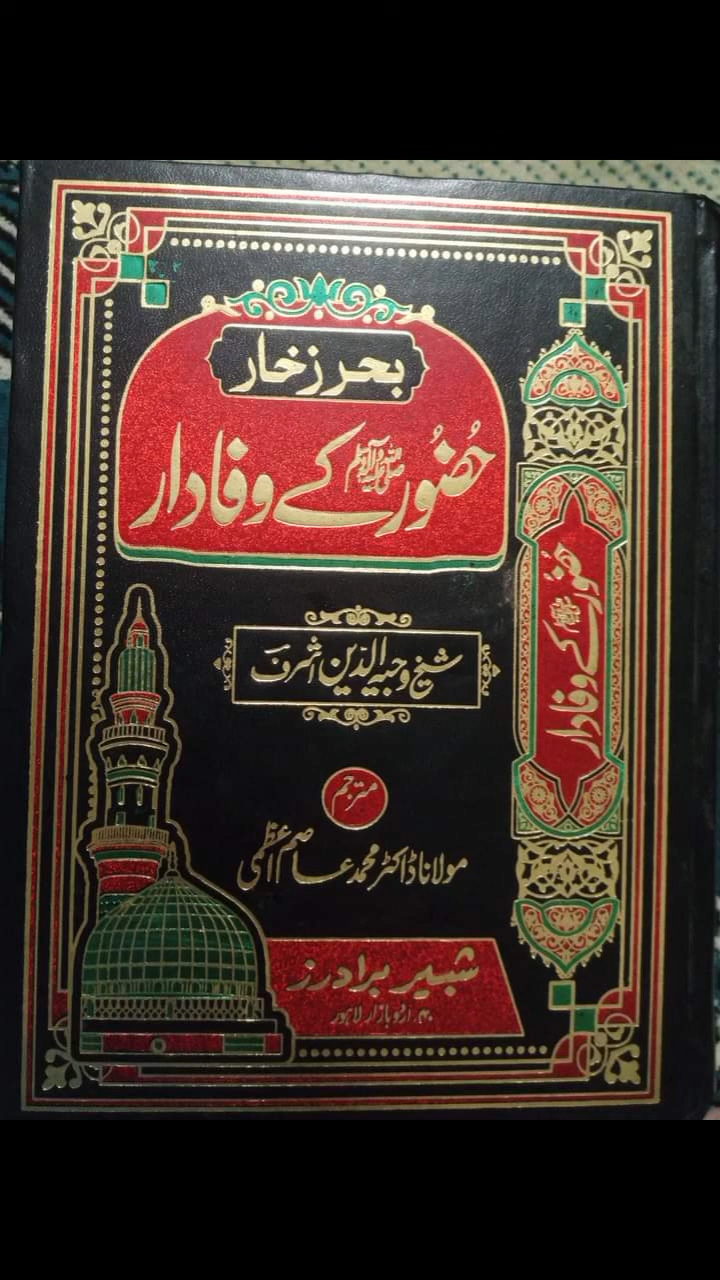 بحر زخار
حضور ﷺ کے وفادار
شیخ وجیہ الدین اشرف
مترجم
مولانا ڈاکٹر محمد عاصم اعظمی
شبیر برادرز
۴۰ اردو بازار لاہور
حضور ﷺ کے وفادار